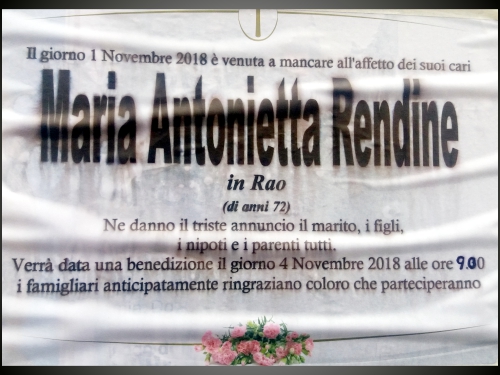 Il giorno 1 Novembre 2018 è venuta a mancare all'affetto dei suoi cari
Maria Antonietta Rendine
in Rao
(di anni 72)
Ne danno il triste annuncio il marito, i figli,
i nipoti e i parenti tutti.
Verrà data una benedizione il giorno 4 Novembre 2018 alle ore 9.00
i famigliari anticipatamente ringraziano coloro che parteciperanno